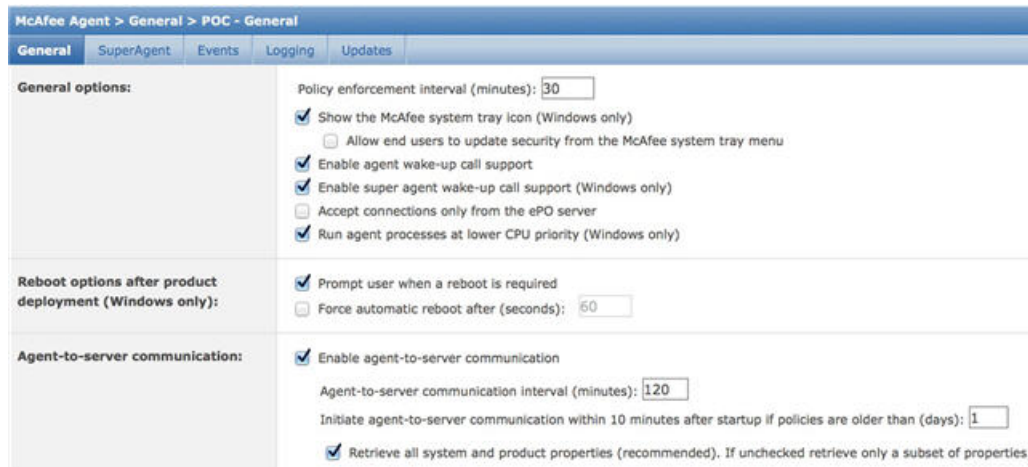 McAfee Agent > General > POC - General
General SuperAgent Events Logging Updates
General options:
Policy enforcement interval (minutes): 30
Show the McAfee system tray icon (Windows only)
Allow end users to update security from the McAfee system tray menu
Enable agent wake-up call support
Enable super agent wake-up call support (Windows only)
Accept connections only from the ePO server
Run agent processes at lower CPU priority (Windows only)
Reboot options after product
deployment (Windows only):
Prompt user when a reboot is required
Force automatic reboot after (seconds): 60
Agent-to-server communication:
Enable agent-to-server communication
Agent-to-server communication interval (minutes): 120
Initiate agent-to-server communication within 10 minutes after startup if policies are older than (days): 1
Retrieve all system and product properties (recommended). If unchecked retrieve only a subset of properties